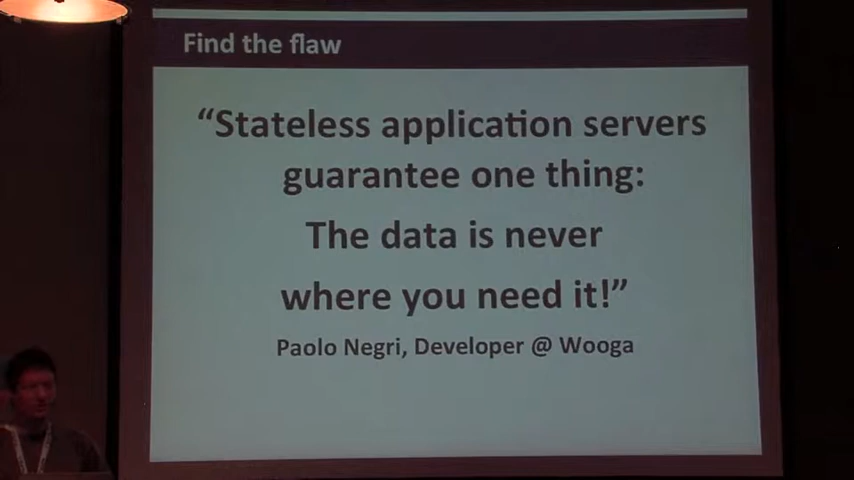 Find the flaw
“Stateless application servers
guarantee one thing:
The data is never
where you need it!”
Paolo Negri, Developer @ Wooga